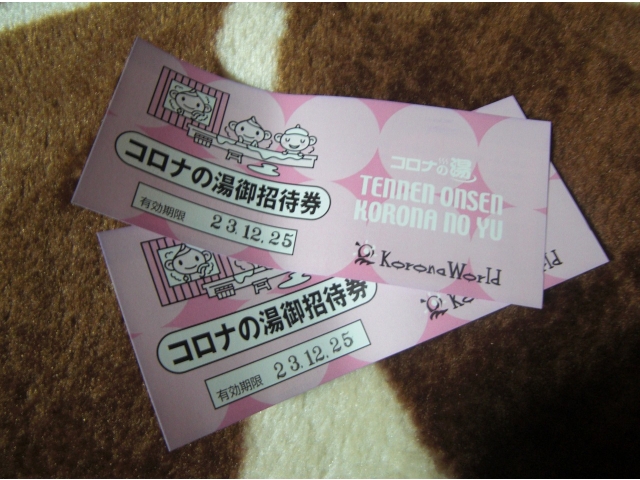 コロナの湯御招待券
有効期限 23.12.25
コロナの湯
TENNEN ONSEN
KORONA NO YU
Korona World
コロナの湯御招待券
有効期限 23.12.25